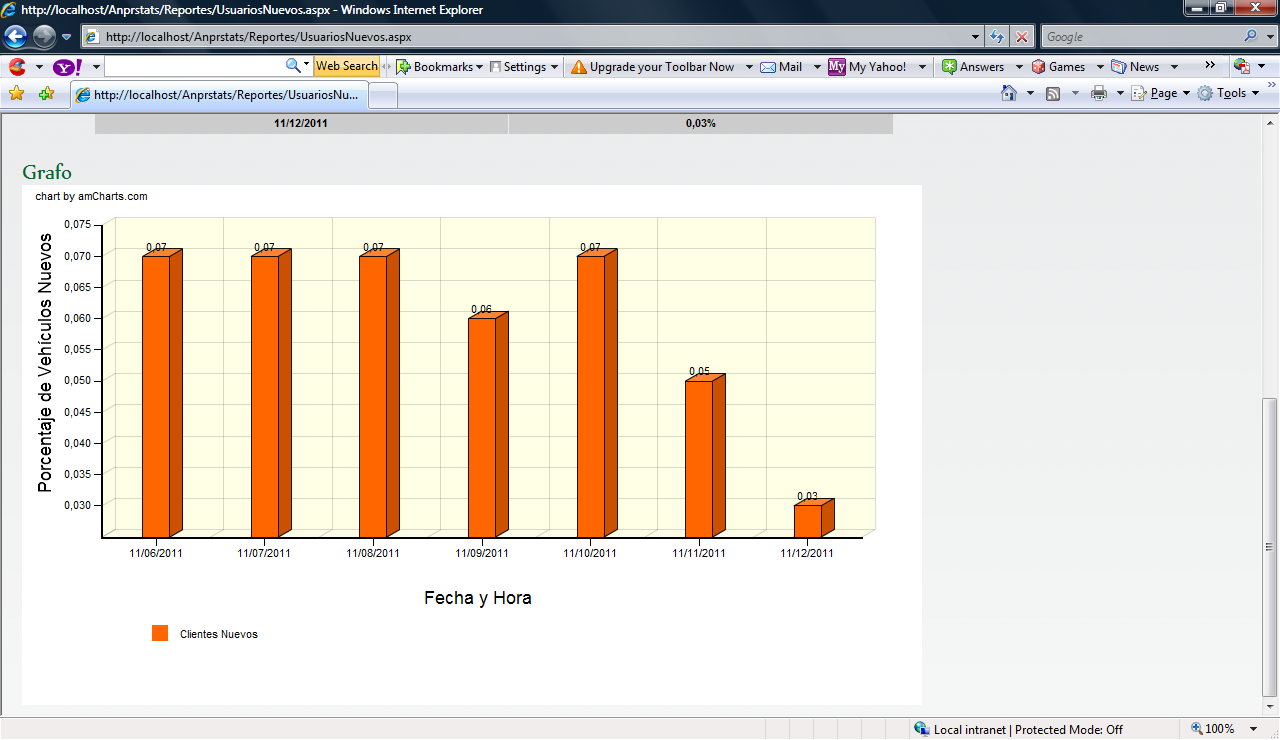 http://localhost/Anprstats/Reportes/UsuariosNuevos.aspx - Windows Internet Explorer
http://localhost/Anprstats/Reportes/UsuariosNuevos.aspx Google
Y! Web Search Bookmarks Settings Upgrade your Toolbar Now Mail My My Yahoo! Answers Games News
http://localhost/Anprstats/Reportes/UsuariosNu... Page Tools
11/12/2011 0,03%
Grafo
chart by amCharts.com
Porcentaje de Vehículos Nuevos
0,075
0,070
0,065
0,060
0,055
0,050
0,045
0,040
0,035
0,030
0,07 0,07 0,07 0,06 0,07 0,05 0,03
11/06/2011 11/07/2011 11/08/2011 11/09/2011 11/10/2011 11/11/2011 11/12/2011
Fecha y Hora
Clientes Nuevos
Local intranet | Protected Mode: Off 100%